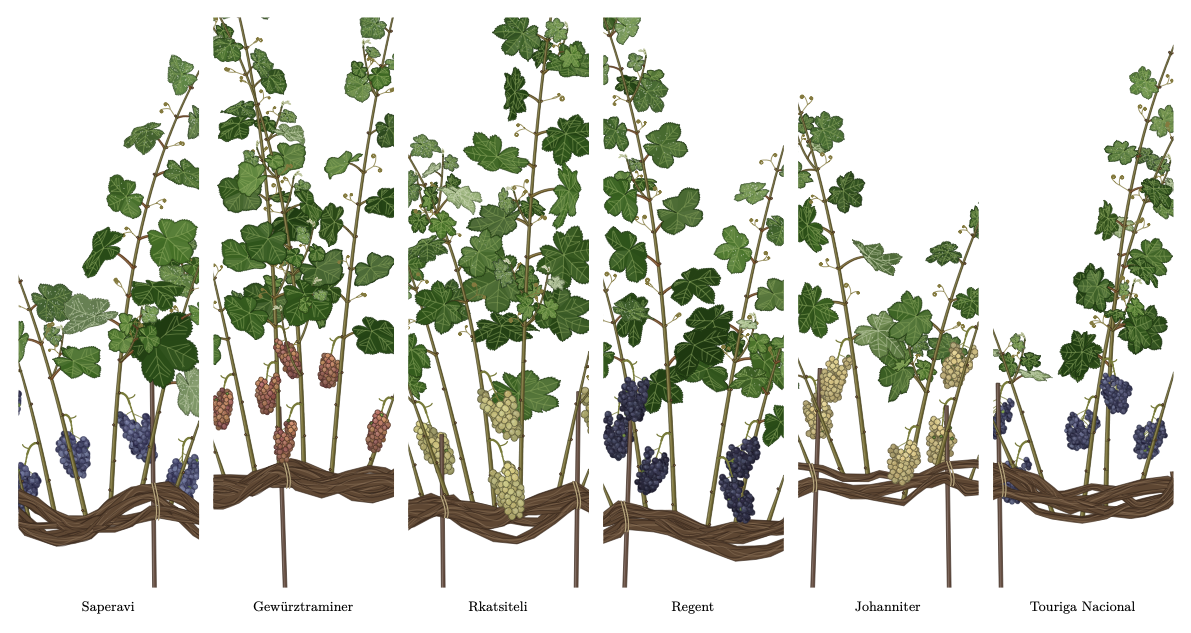 Saperavi
Gewürztraminer
Rkatsiteli
Regent
Johanniter
Touriga Nacional